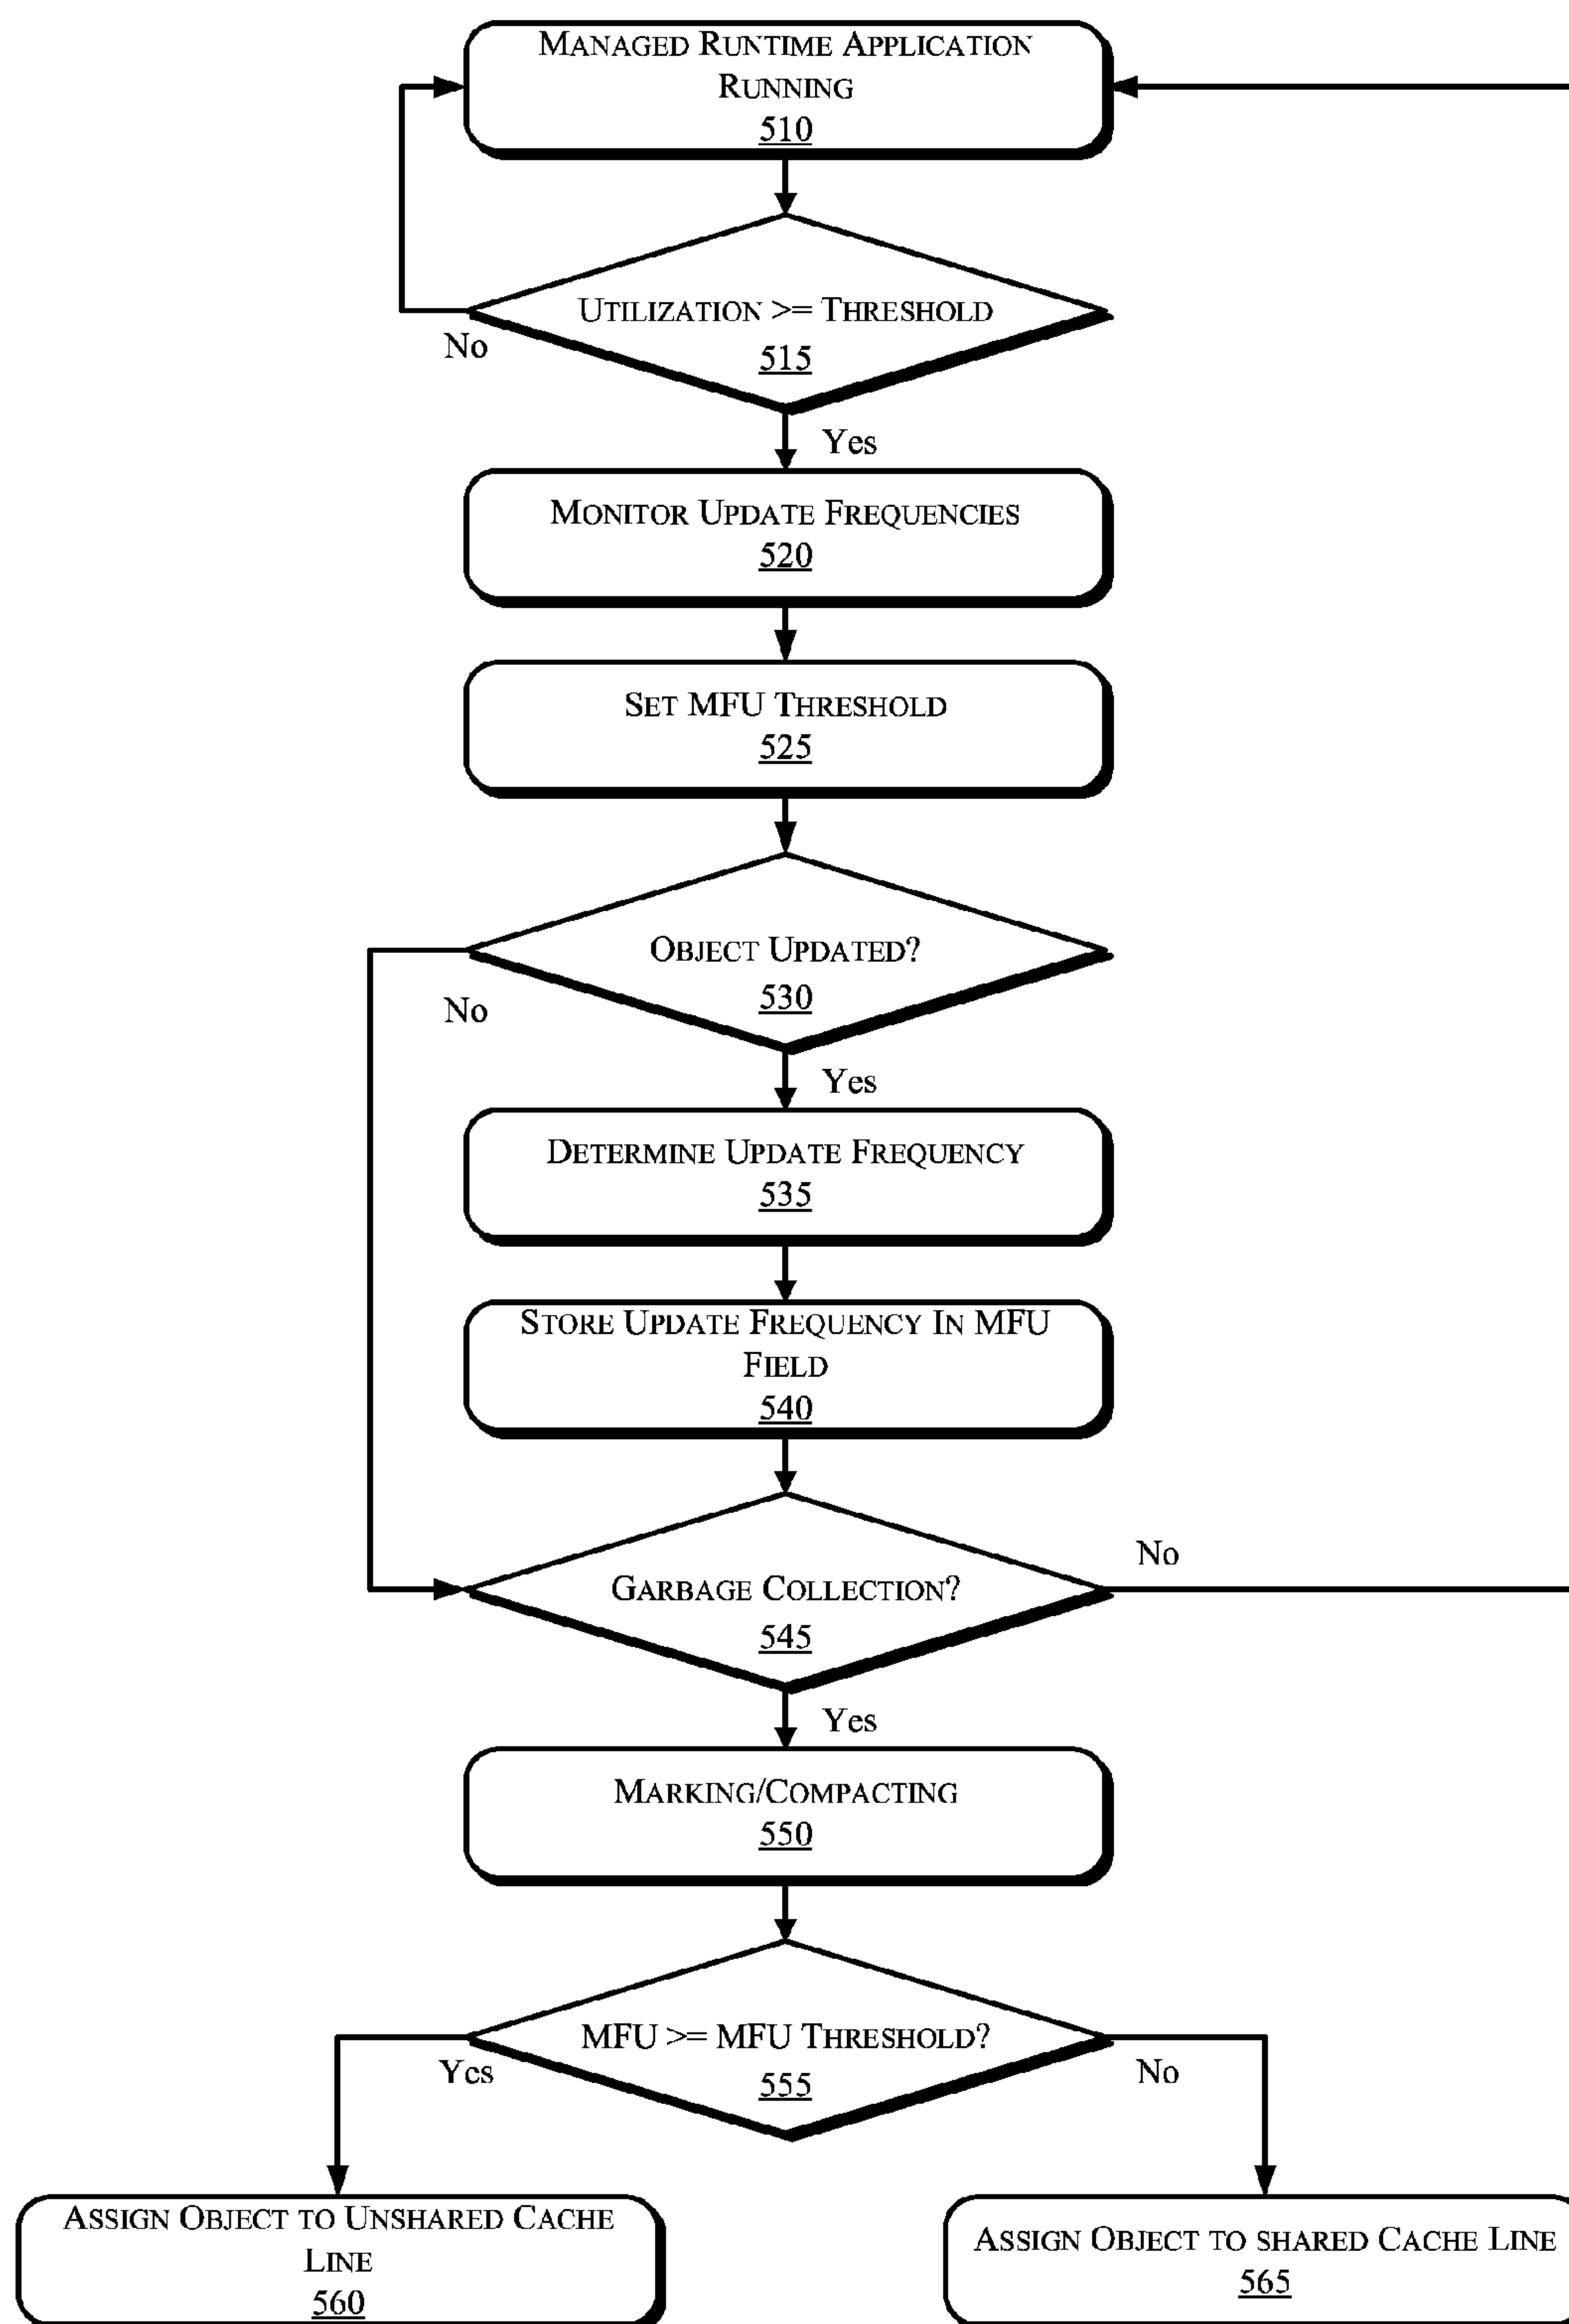 Managed Runtime Application
Running
510
Utilization >= Threshold
515
No
Yes
Monitor Update Frequencies
520
Set MFU Threshold
525
Object Updated?
530
No
Yes
Determine Update Frequency
535
Store Update Frequency In MFU
Field
540
No
Garbage Collection?
545
Yes
Marking/Compacting
550
MFU >= MFU Threshold?
555
Yes
No
Assign Object to Unshared Cache
Line
560
Assign Object to shared Cache Line
565